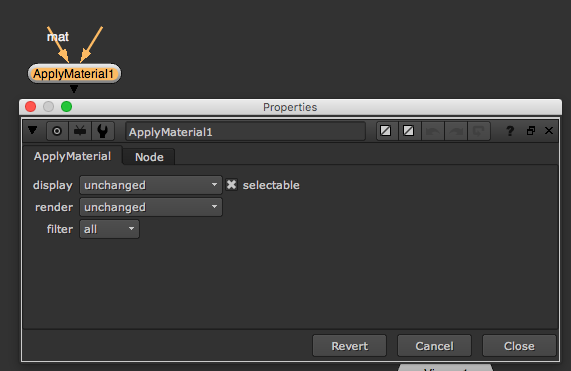 mat
ApplyMaterial1
Properties
ApplyMaterial1
?
ApplyMaterial Node
display unchanged selectable
render unchanged
filter all
Revert Cancel Close